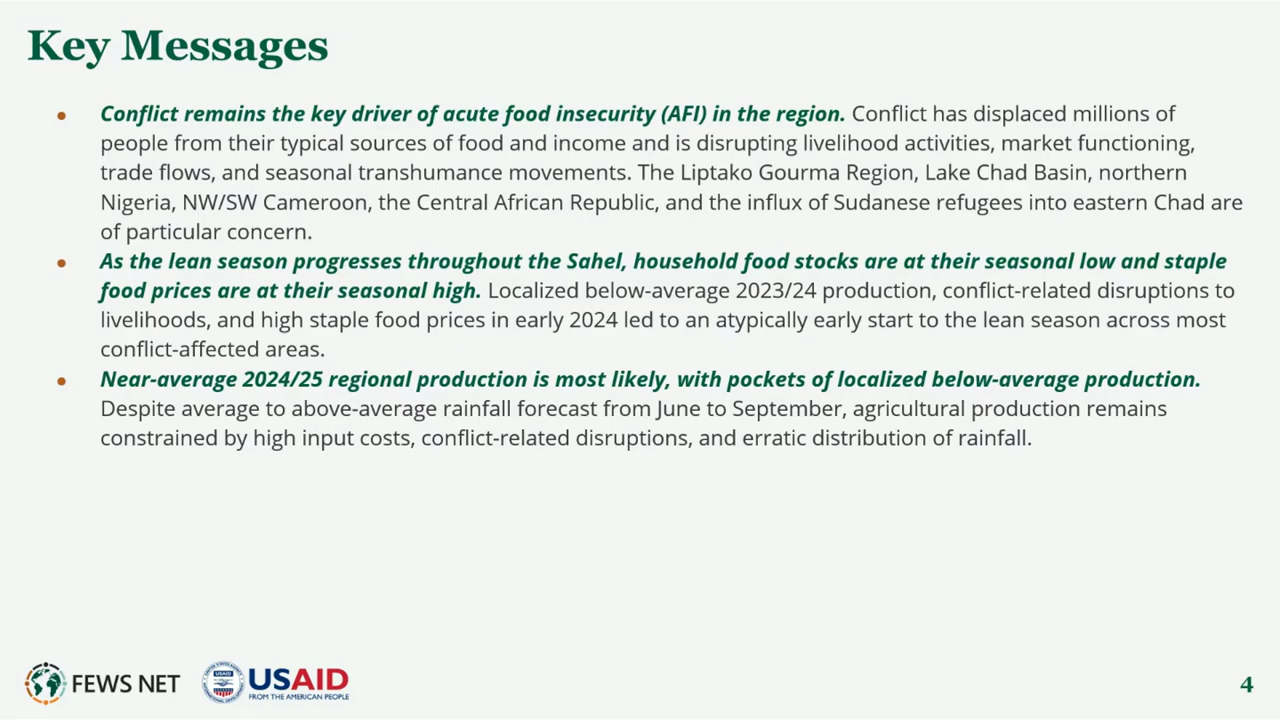 Key Messages
• Conflict remains the key driver of acute food insecurity (AFI) in the region. Conflict has displaced millions of
people from their typical sources of food and income and is disrupting livelihood activities, market functioning,
trade flows, and seasonal transhumance movements. The Liptako Gourma Region, Lake Chad Basin, northern
Nigeria, NW/SW Cameroon, the Central African Republic, and the influx of Sudanese refugees into eastern Chad are
of particular concern.
• As the lean season progresses throughout the Sahel, household food stocks are at their seasonal low and staple
food prices are at their seasonal high. Localized below-average 2023/24 production, conflict-related disruptions to
livelihoods, and high staple food prices in early 2024 led to an atypically early start to the lean season across most
conflict-affected areas.
• Near-average 2024/25 regional production is most likely, with pockets of localized below-average production.
Despite average to above-average rainfall forecast from June to September, agricultural production remains
constrained by high input costs, conflict-related disruptions, and erratic distribution of rainfall.
FEWS NET
USAID
FROM THE AMERICAN PEOPLE
4